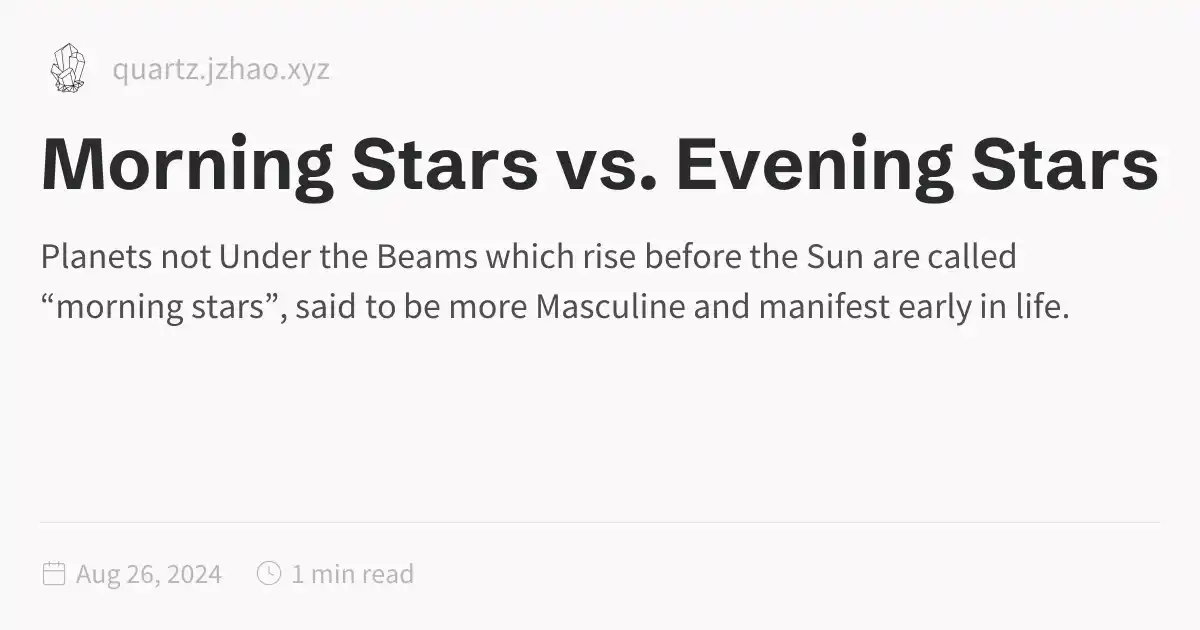 quartz.jzhao.xyz
Morning Stars vs. Evening Stars
Planets not Under the Beams which rise before the Sun are called
“morning stars”, said to be more Masculine and manifest early in life.
Aug 26, 2024 1 min read